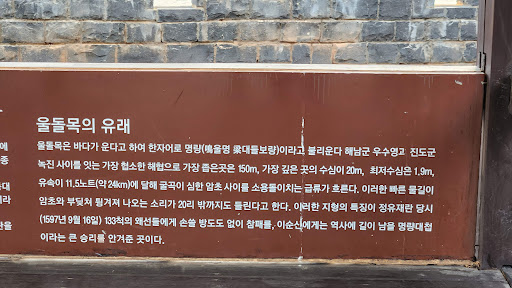 울돌목의 유래
울돌목은 바다가 운다고 하여 한자어로 명량(鳴울명 梁대들보량)이라고 불리운다 해남군 우수영과 진도군
녹진 사이를 잇는 가장 협소한 해협으로 가장 좁은곳은 150m, 가장 깊은 곳의 수심이 20m, 최저수심은 1.9m,
유속이 11.5노트(약 24km)에 달해 굴곡이 심한 암초 사이를 소용돌이치는 급류가 흐른다. 이러한 빠른 물길이
암초와 부딪쳐 튕겨져 나오는 소리가 20리 밖까지도 들린다고 한다. 이러한 지형의 특징이 정유재란 당시
(1597년 9월 16일) 133척의 왜선들에게 손쓸 방도도 없이 참패를, 이순신에게는 역사에 길이 남을 명량대첩
이라는 큰 승리를 안겨준 곳이다.